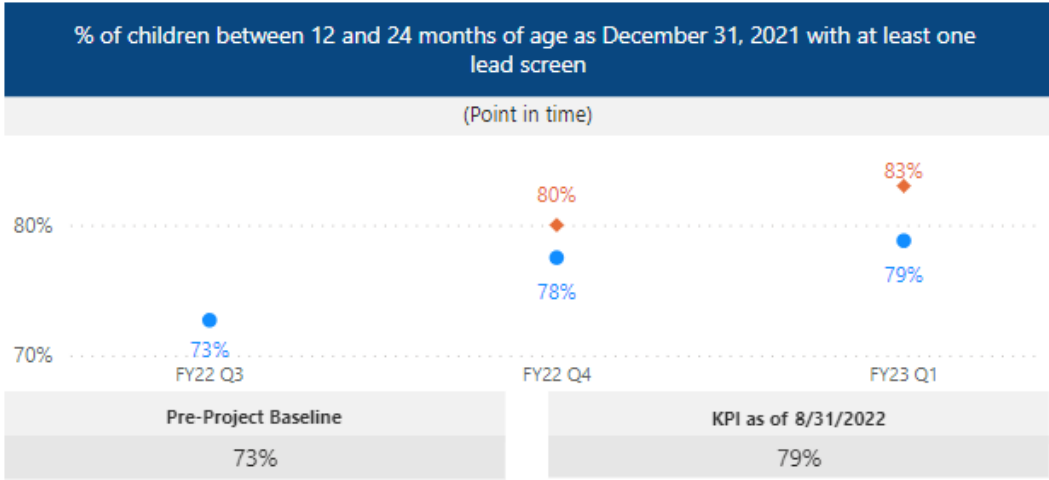 % of children between 12 and 24 months of age as December 31, 2021 with at least one
lead screen
(Point in time)
83%
80%
80%
79%
78%
73%
70%
FY22 Q3
FY22 Q4
FY23 Q1
Pre-Project Baseline
KPI as of 8/31/2022
73%
79%